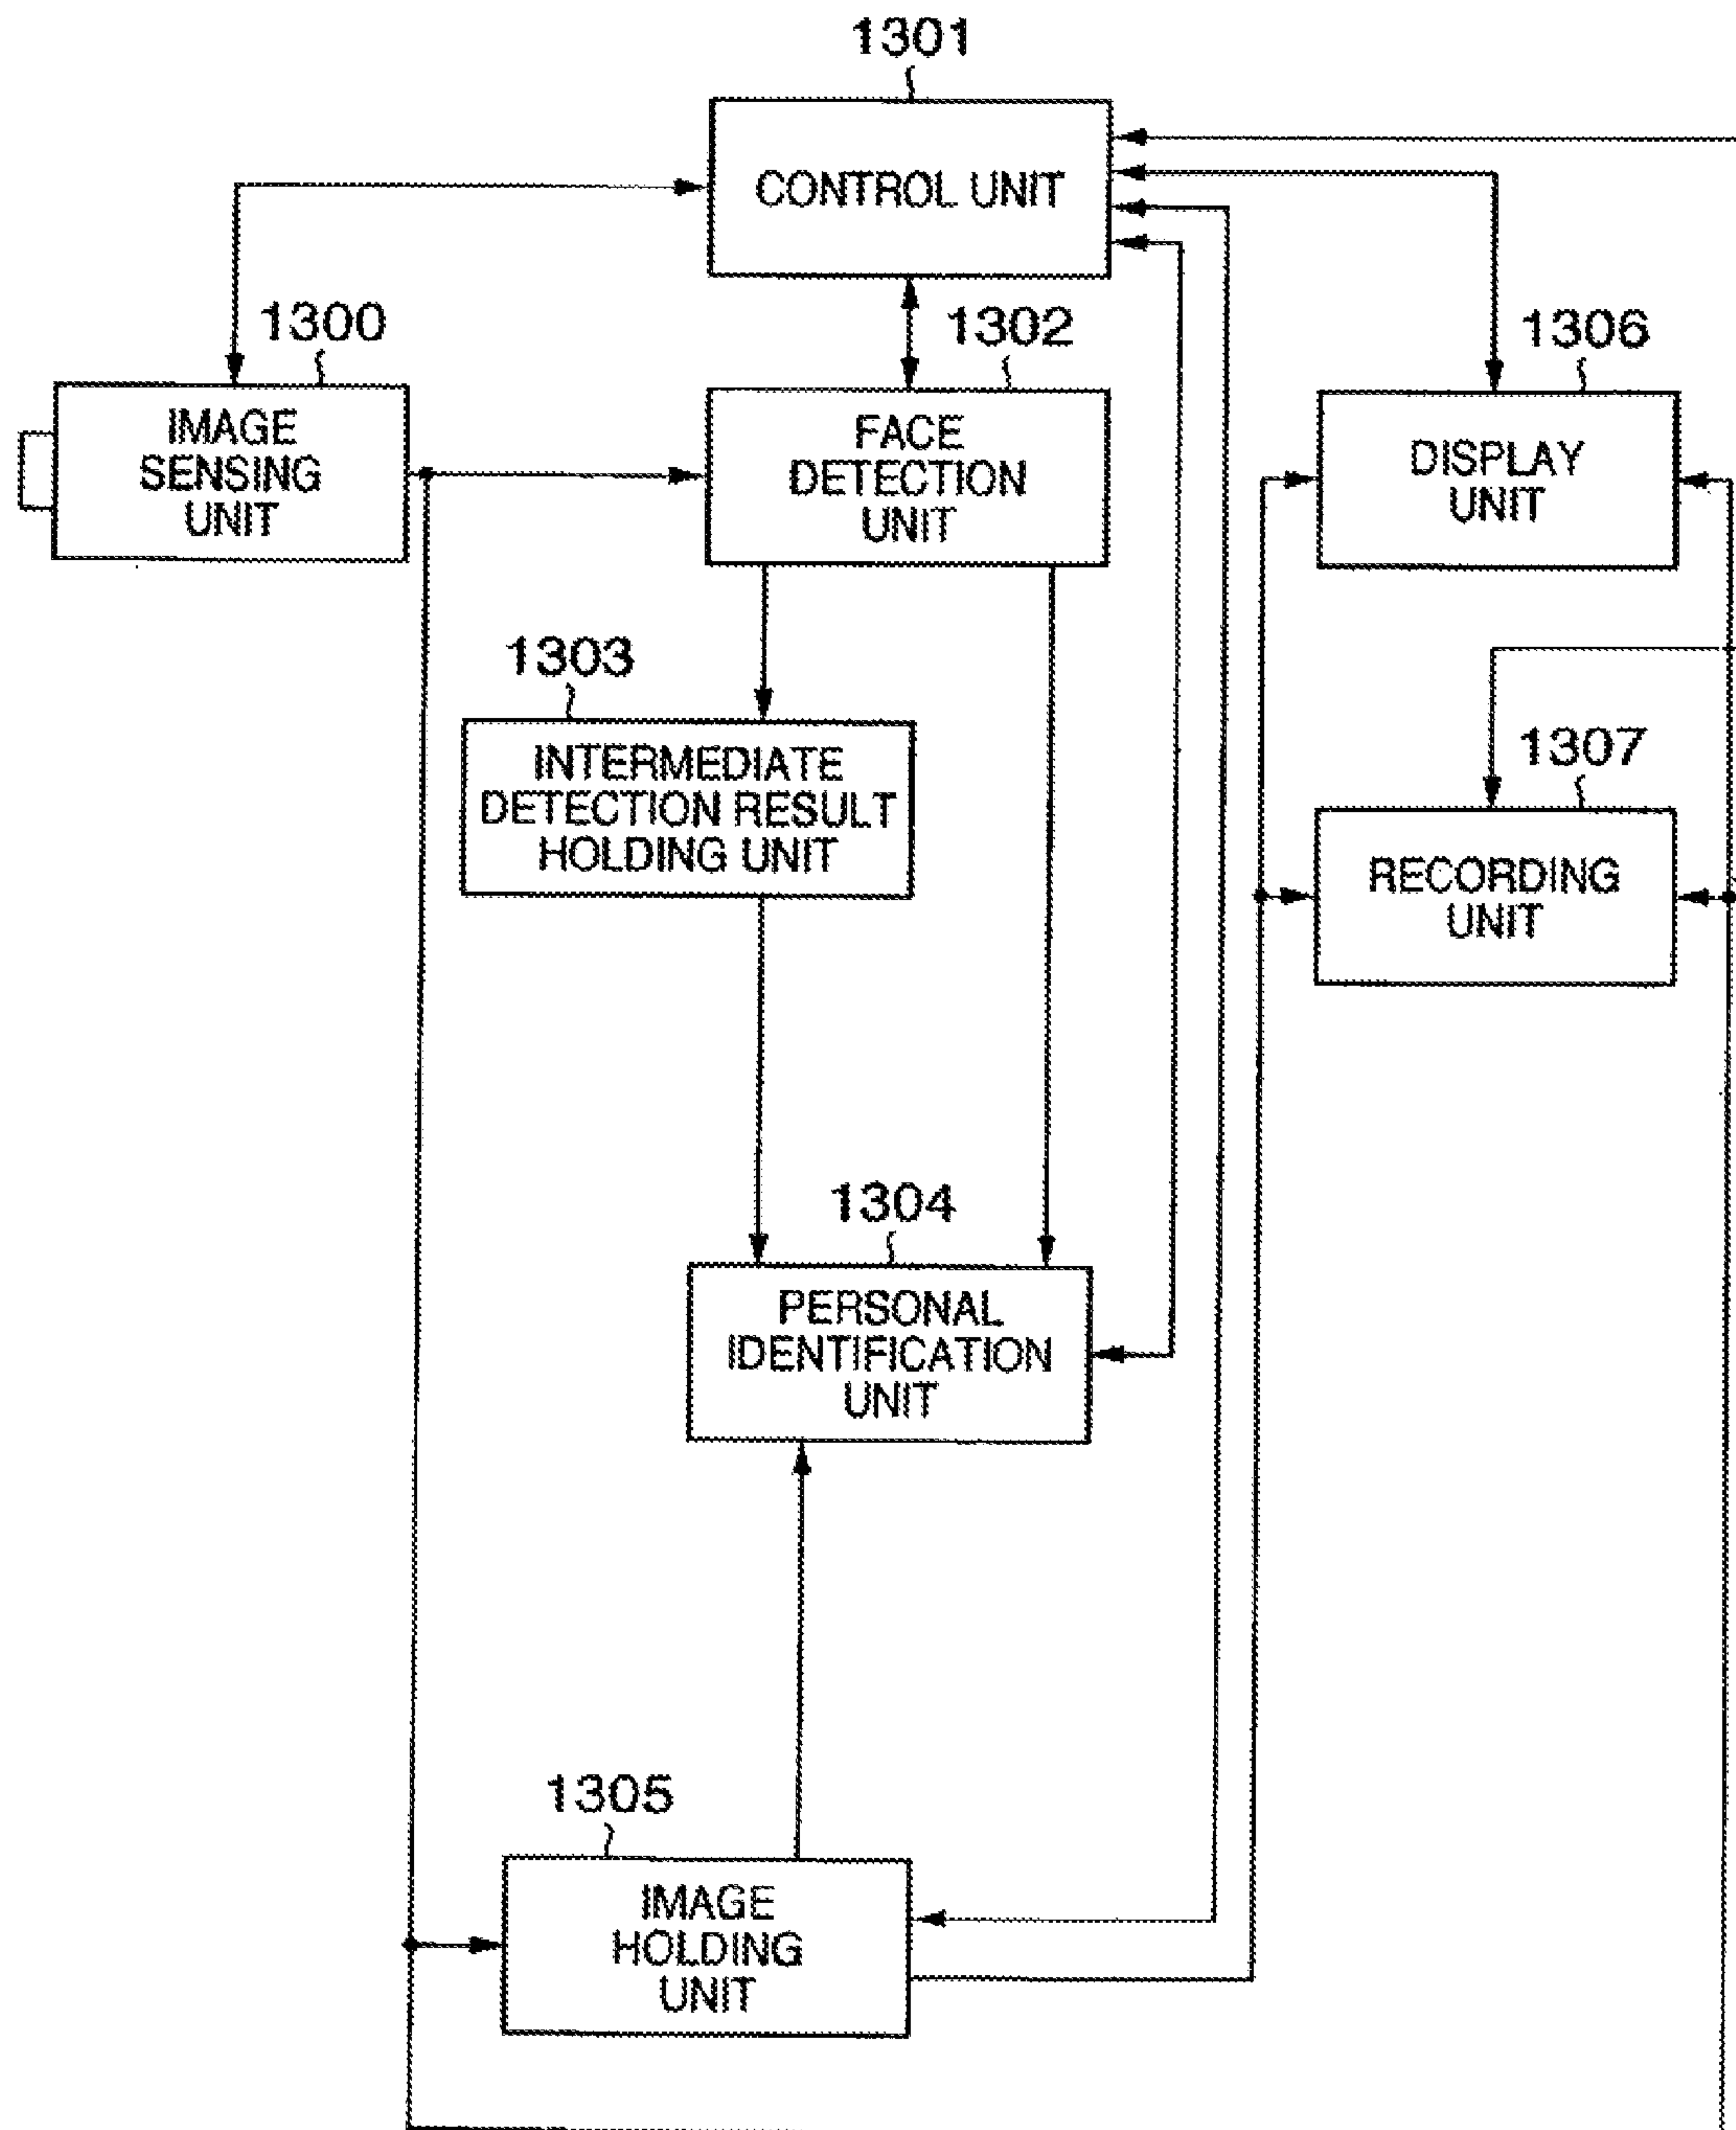 1301
CONTROL UNIT
1300
IMAGE
SENSING
UNIT
1302
FACE
DETECTION
UNIT
1306
DISPLAY
UNIT
1303
INTERMEDIATE
DETECTION RESULT
HOLDING UNIT
1307
RECORDING
UNIT
1304
PERSONAL
IDENTIFICATION
UNIT
1305
IMAGE
HOLDING
UNIT